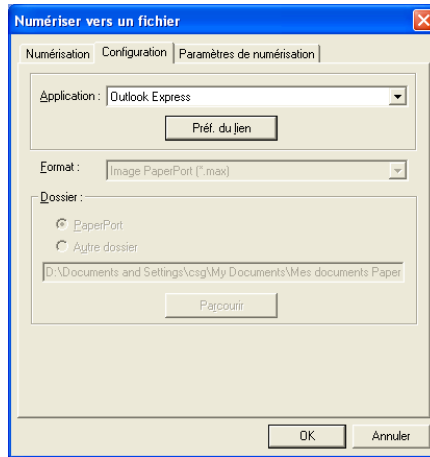 Numériser vers un fichier
Numérisation Configuration Paramètres de numérisation
Application : Outlook Express
Préf. du lien
Format : Image PaperPort (*.max)
Dossier :
PaperPort
Autre dossier
D:\Documents and Settings\csg\My Documents\Mes documents Paper
Parcourir
OK Annuler